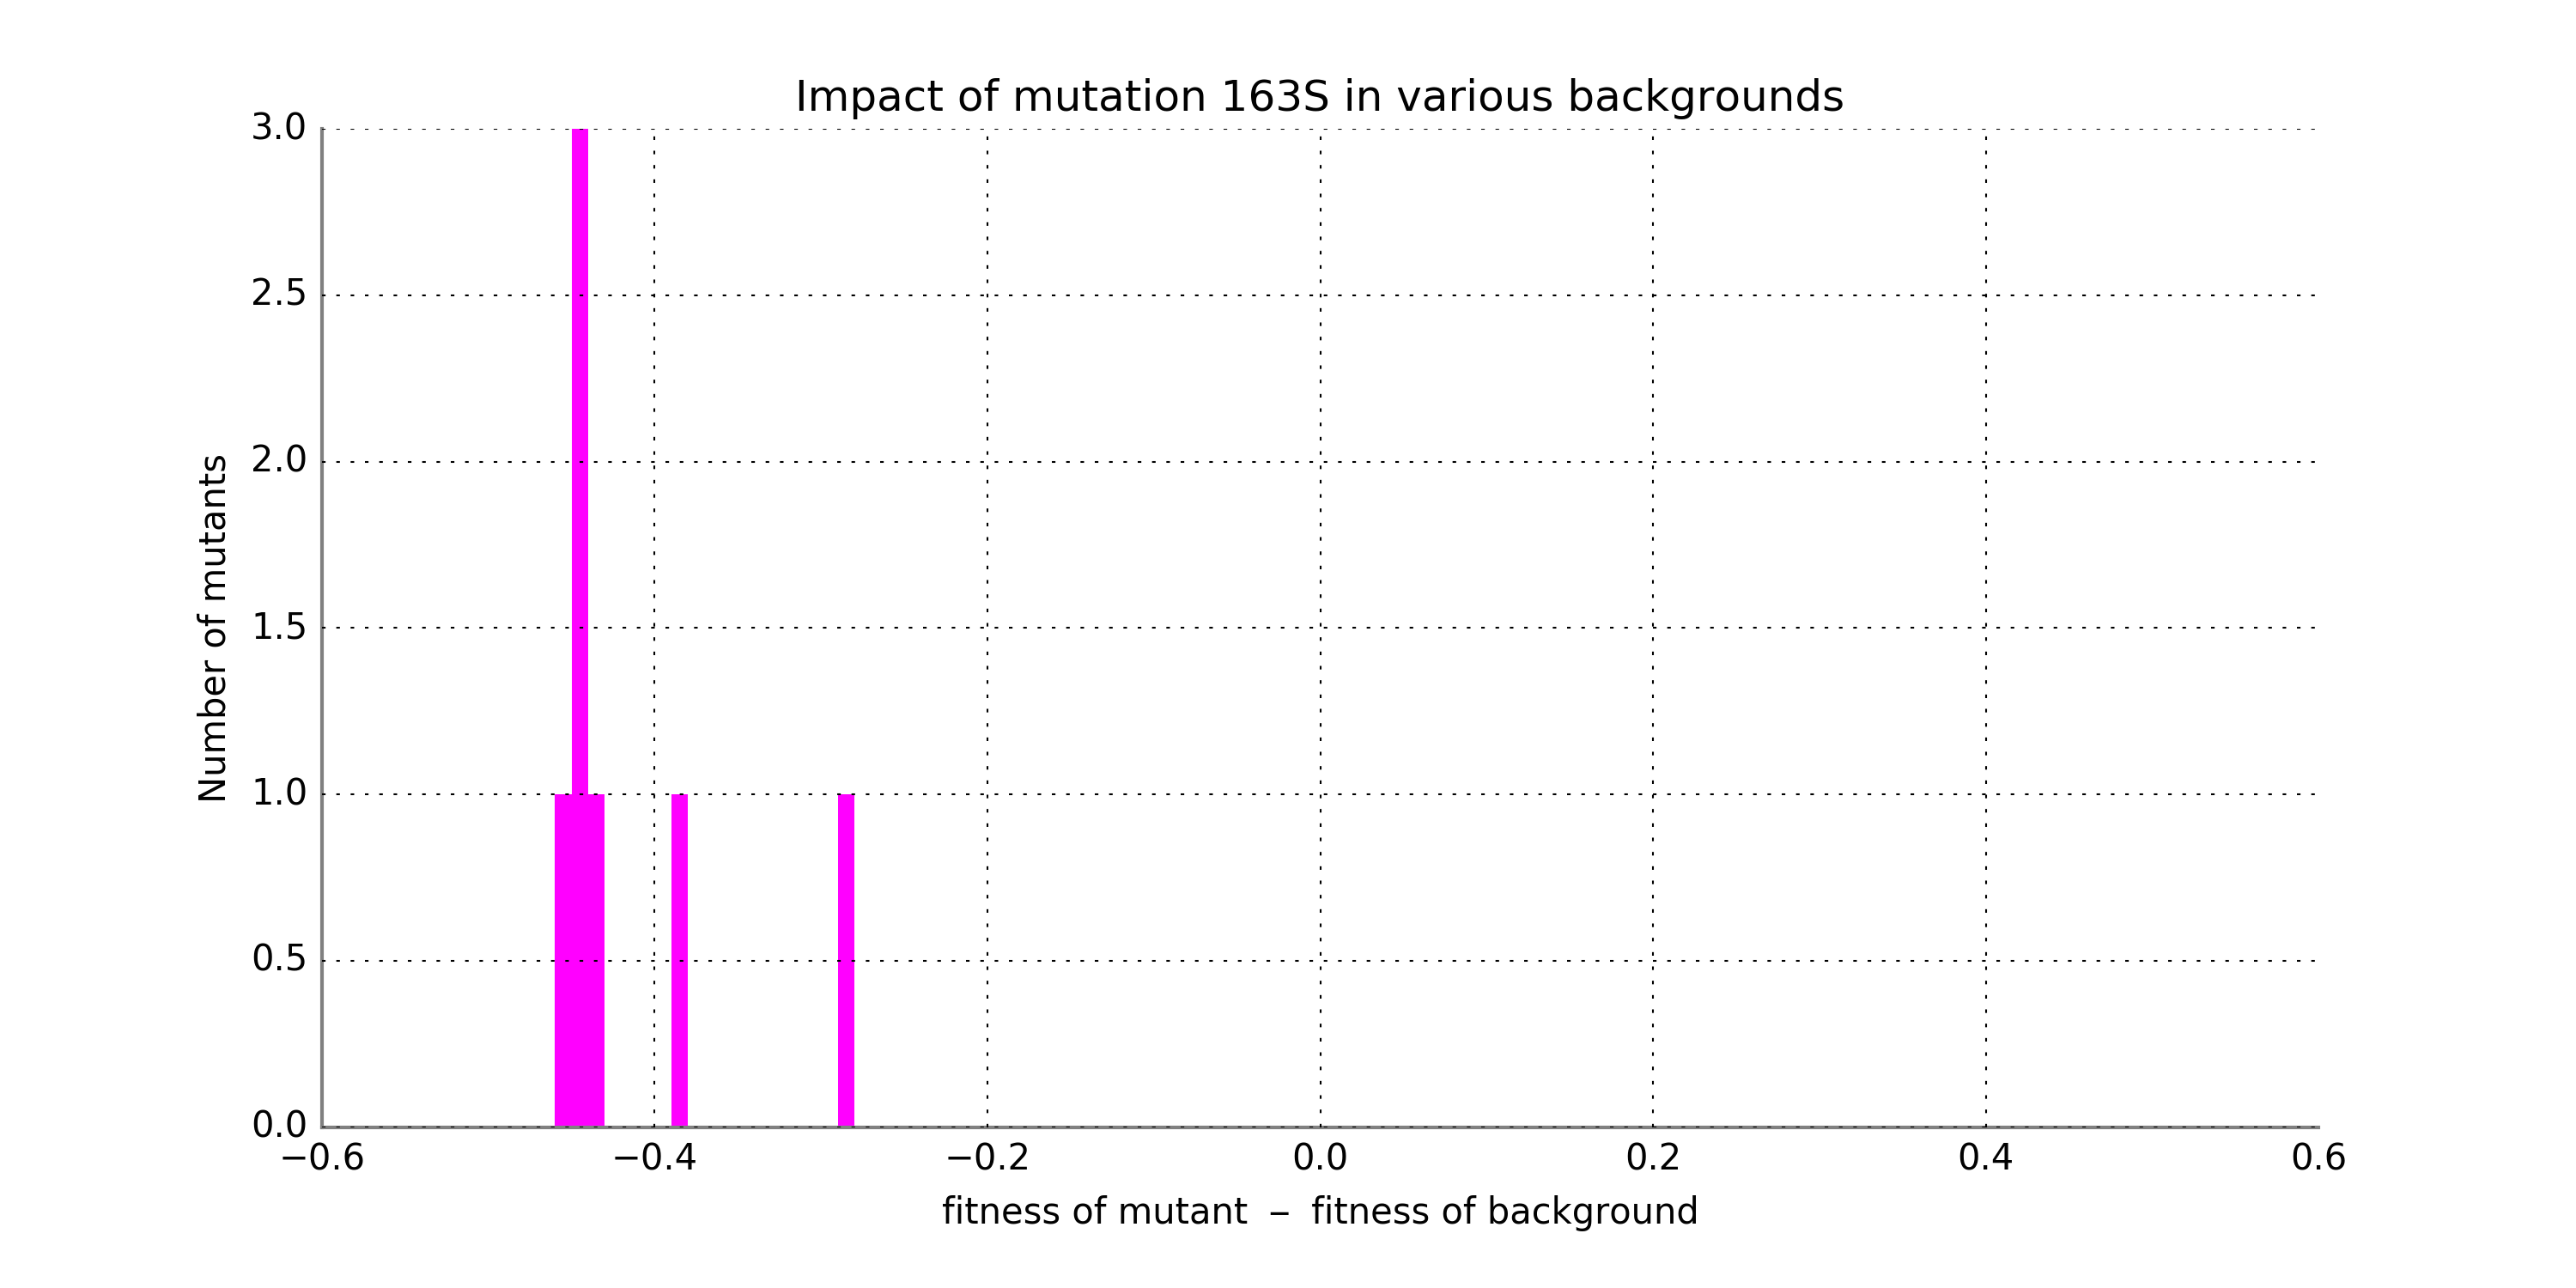 Impact of mutation 163S in various backgrounds
3.0
2.5
2.0
1.5
1.0
0.5
0.0
Number of mutants
−0.6 −0.4 −0.2 0.0 0.2 0.4 0.6
fitness of mutant − fitness of background